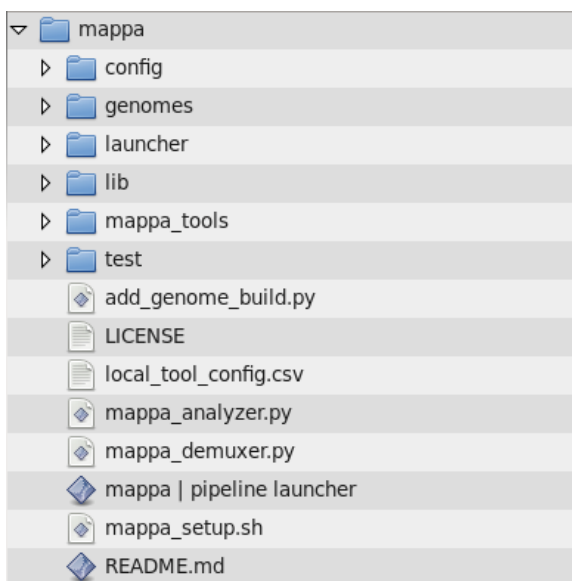 mappa
config
genomes
launcher
lib
mappa_tools
test
add_genome_build.py
LICENSE
local_tool_config.csv
mappa_analyzer.py
mappa_demuxer.py
mappa | pipeline launcher
mappa_setup.sh
README.md